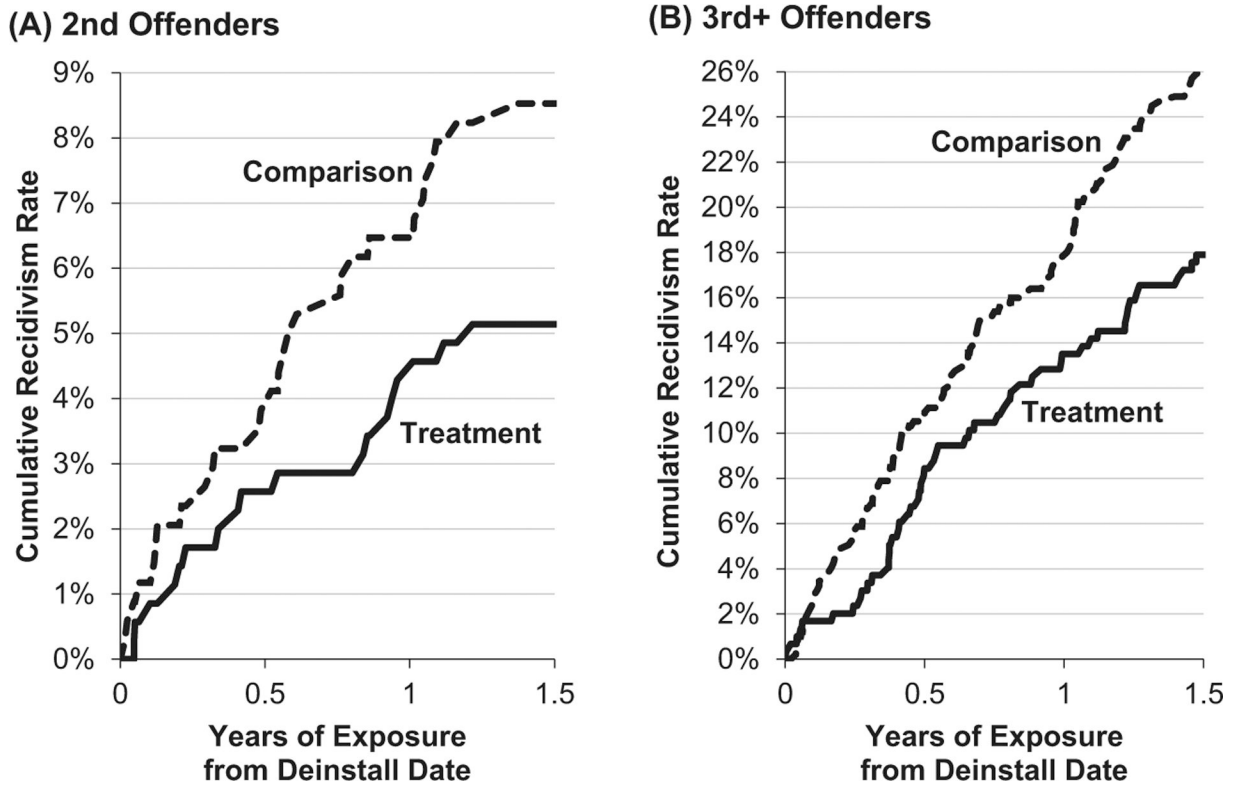 (A) 2nd Offenders
Cumulative Recidivism Rate
9%
8%
7%
6%
5%
4%
3%
2%
1%
0%
Comparison
Treatment
0 0.5 1 1.5
Years of Exposure
from Deinstall Date
(B) 3rd+ Offenders
Cumulative Recidivism Rate
26%
24%
22%
20%
18%
16%
14%
12%
10%
8%
6%
4%
2%
0%
Comparison
Treatment
0 0.5 1 1.5
Years of Exposure
from Deinstall Date